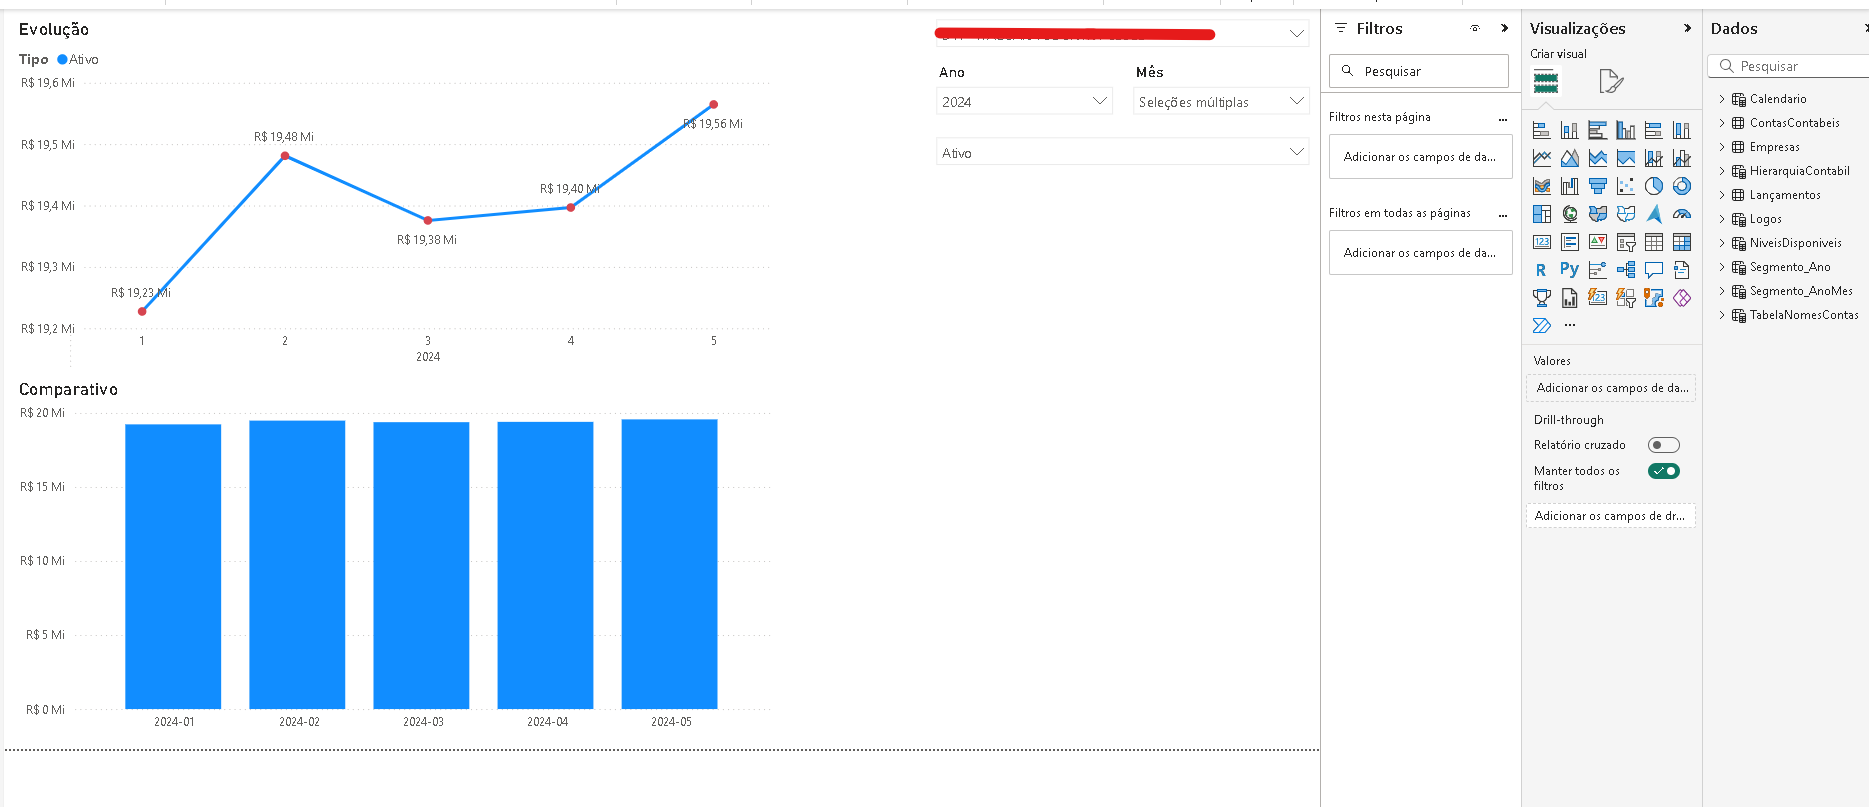 Evolução
Tipo Ativo
R$ 19,6 Mi
R$ 19,5 Mi
R$ 19,4 Mi
R$ 19,3 Mi
R$ 19,2 Mi
R$ 19,23 Mi
R$ 19,48 Mi
R$ 19,38 Mi
R$ 19,40 Mi
R$ 19,56 Mi
1 2 3 4 5
2024
Comparativo
R$ 20 Mi
R$ 15 Mi
R$ 10 Mi
R$ 5 Mi
R$ 0 Mi
2024-01 2024-02 2024-03 2024-04 2024-05
Ano
2024
Mês
Seleções múltiplas
Ativo
Filtros
Pesquisar
Filtros nesta página ...
Adicionar os campos de da...
Filtros em todas as páginas ...
Adicionar os campos de da...
Visualizações
Criar visual
123
R Py
123
...
Valores
Adicionar os campos de da...
Drill-through
Relatório cruzado
Manter todos os
filtros
Adicionar os campos de dr...
Dados
Pesquisar
Calendario
ContasContabeis
Empresas
HierarquiaContabil
Lançamentos
Logos
NiveisDisponiveis
Segmento_Ano
Segmento_AnoMes
TabelaNomesContas